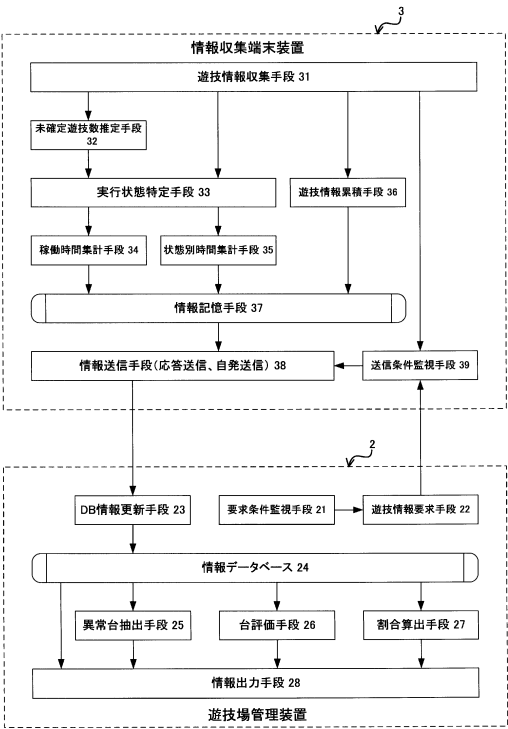 3
情報収集端末装置
遊技情報収集手段 31
未確定遊技数推定手段
32
実行状態特定手段 33
遊技情報累積手段 36
稼働時間集計手段 34
状態別時間集計手段 35
情報記憶手段 37
情報送信手段(応答送信、自発送信) 38
送信条件監視手段 39
2
DB情報更新手段 23
要求条件監視手段 21
遊技情報要求手段 22
情報データベース 24
異常台抽出手段 25
台評価手段 26
割合算出手段 27
情報出力手段 28
遊技場管理装置